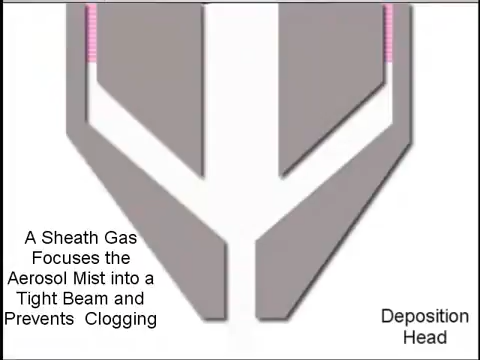 A Sheath Gas
Focuses the
Aerosol Mist into a
Tight Beam and
Prevents Clogging
Deposition
Head